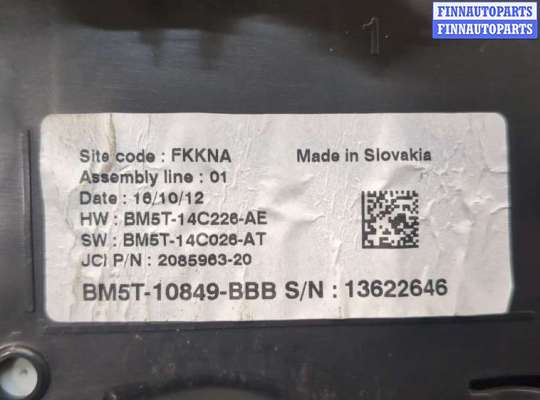 FINNAUTOPARTS
FINNAUTOPARTS
1
Site code : FKKNA Made in Slovakia
Assembly line : 01
Date : 16/10/12
HW : BM5T-14C226-AE
SW : BM5T-14C026-AT
JCI P/N : 2085963-20
BM5T-10849-BBB S/N : 13622646